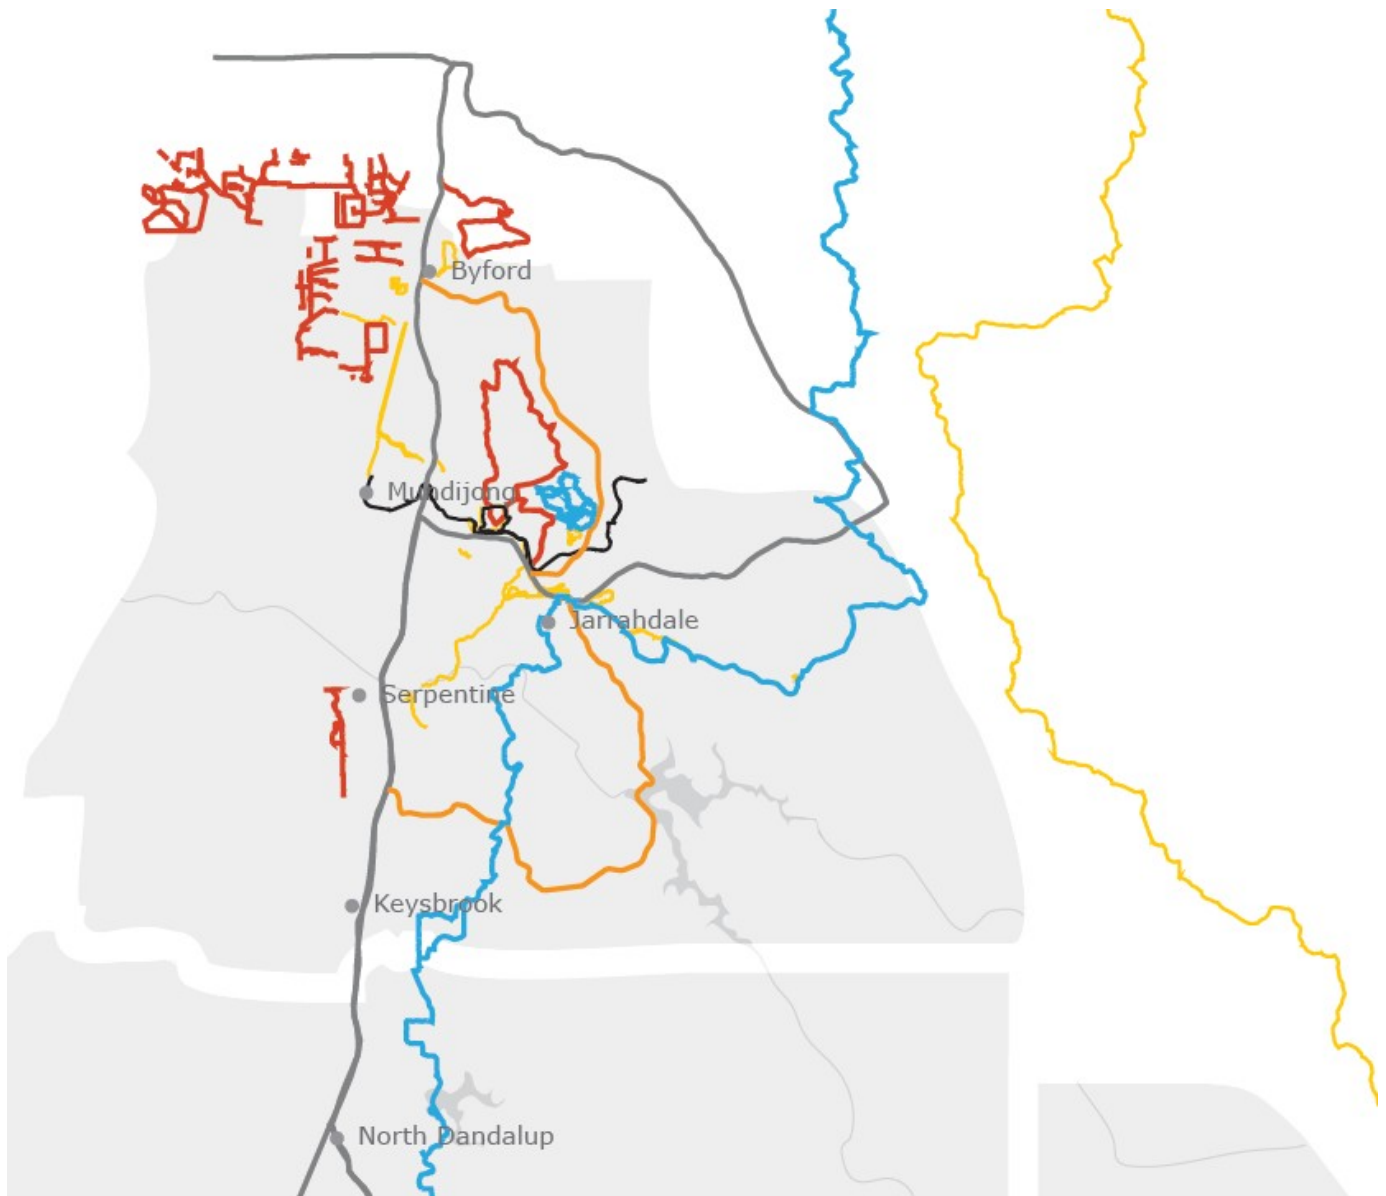 Byford
Mundijong
Jarrahdale
Serpentine
Keysbrook
North Dandalup